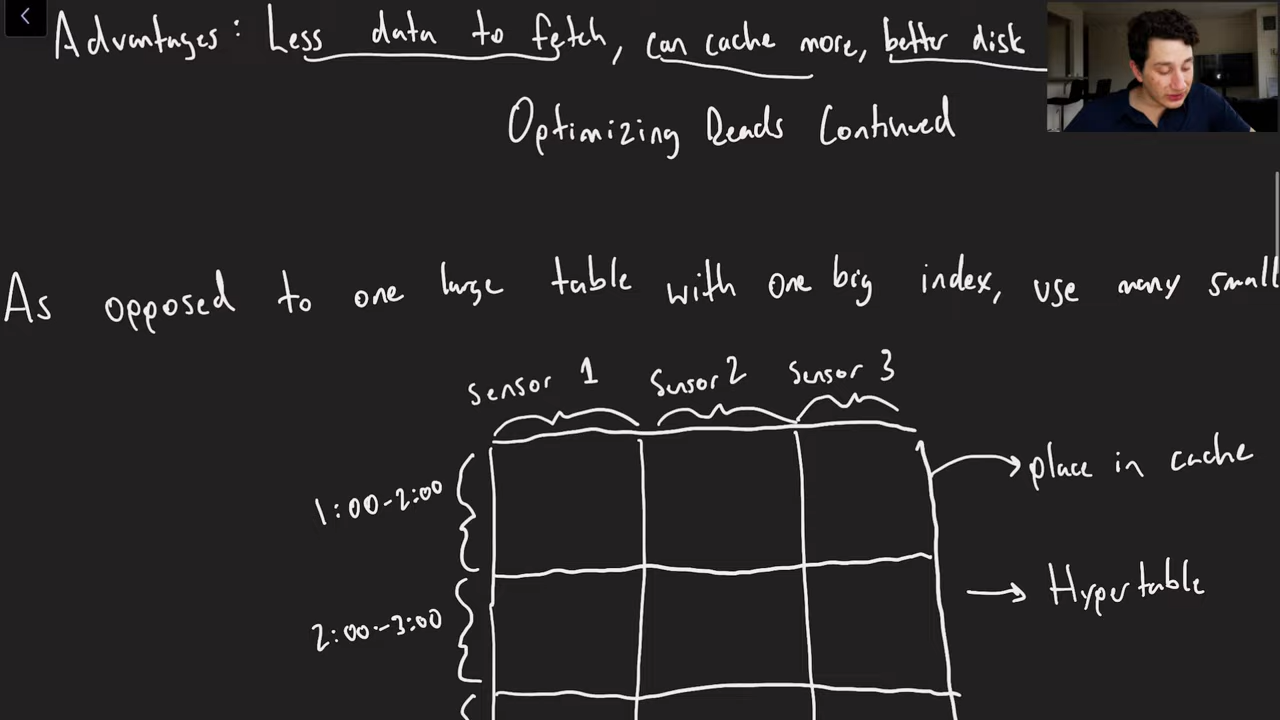 Advantages: Less data to fetch, can cache more, better disk
Optimizing Reads Continued
As opposed to one large table with one big index, use many small
Sensor 1 Sensor 2 Sensor 3
1:00-2:00
place in cache
Hypertable
2:00-3:00